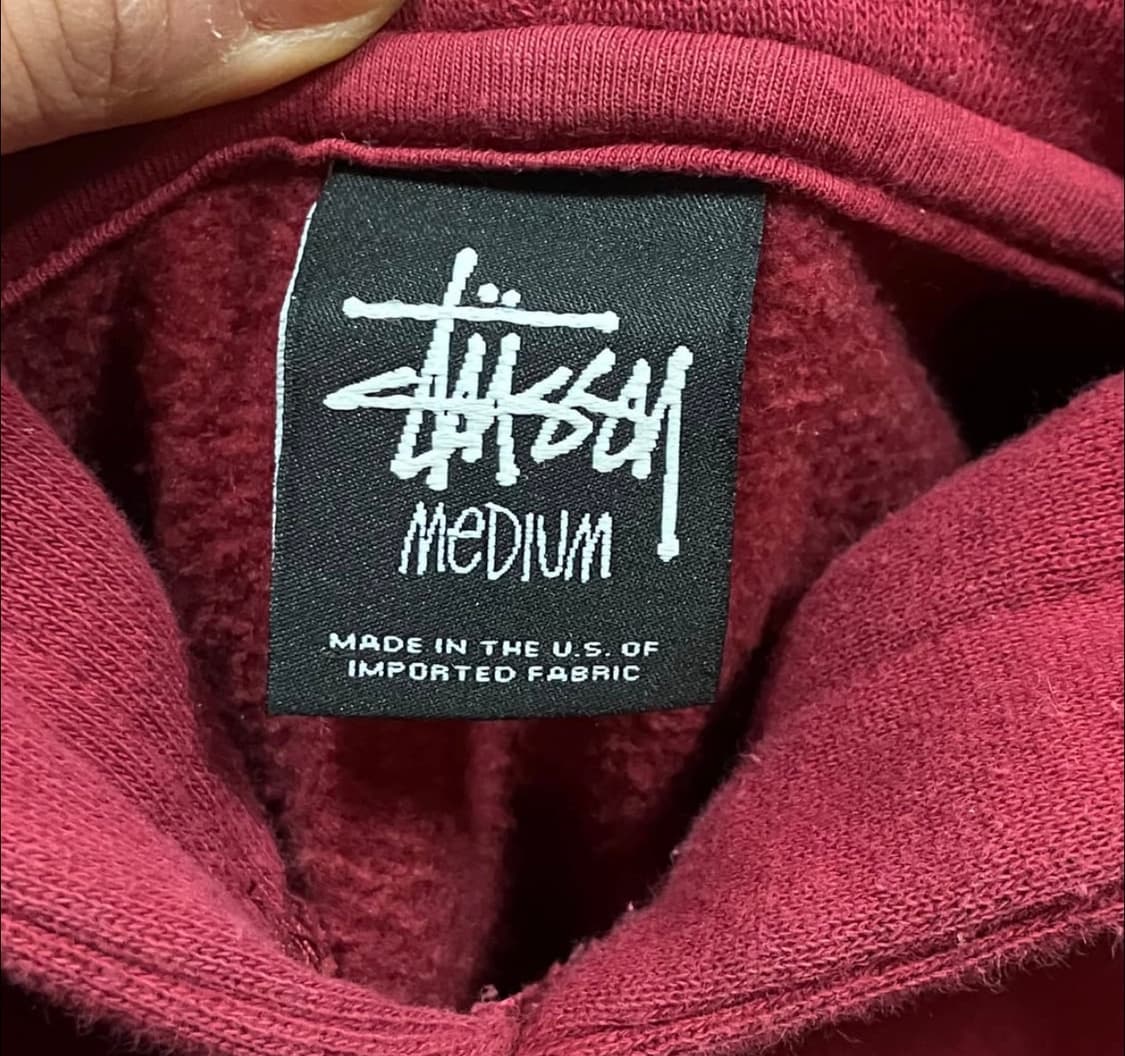 Stüssy
MeDIUM
MADE IN THE U.S. OF
IMPORTED FABRIC